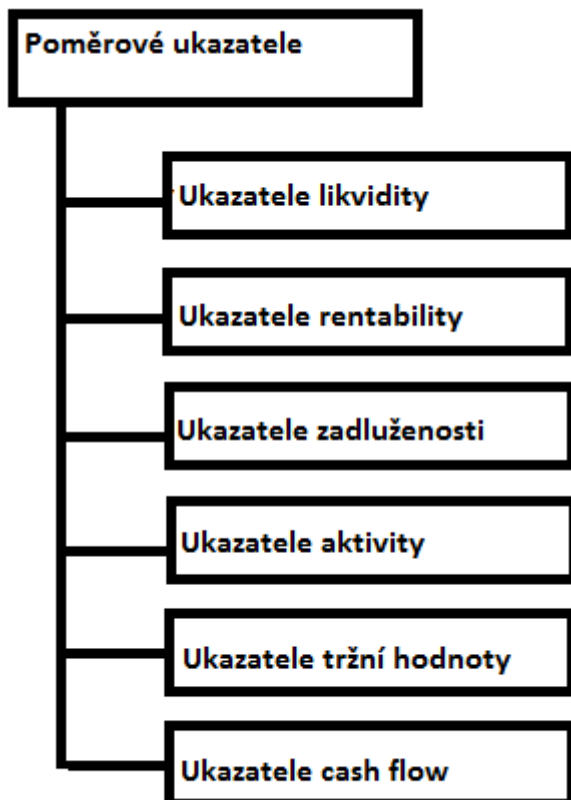 Poměrové ukazatele
Ukazatele likvidity
Ukazatele rentability
Ukazatele zadluženosti
Ukazatele aktivity
Ukazatele tržní hodnoty
Ukazatele cash flow